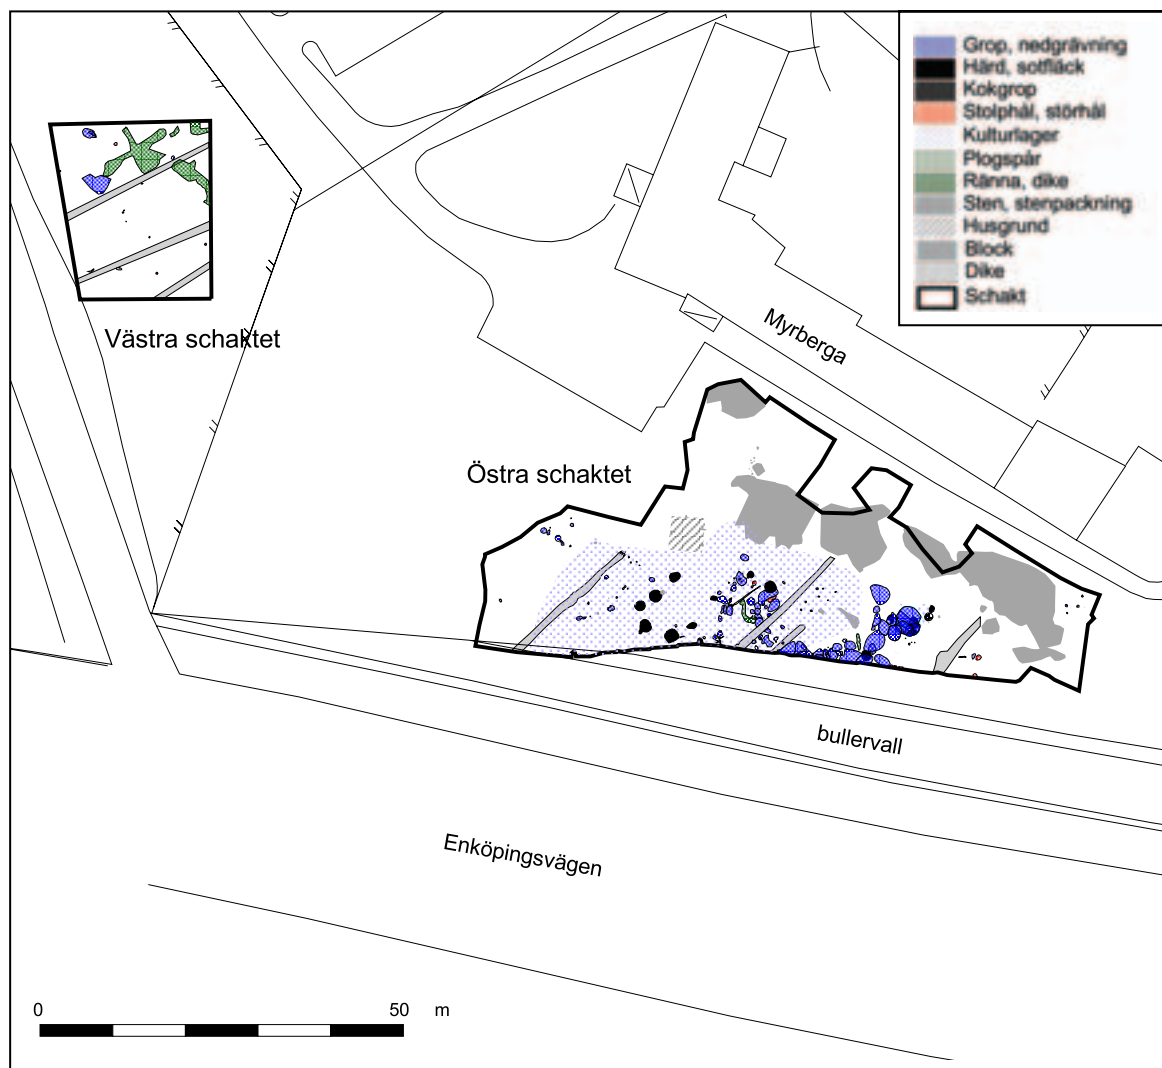 Grop, nedgrävning
Härd, sotfläck
Kokgrop
Stolphål, störhål
Kulturlager
Plogspår
Ränna, dike
Sten, stenpackning
Husgrund
Block
Dike
Schakt
Västra schaktet
Myrberga
Östra schaktet
bullervall
Enköpingsvägen
0 50 m